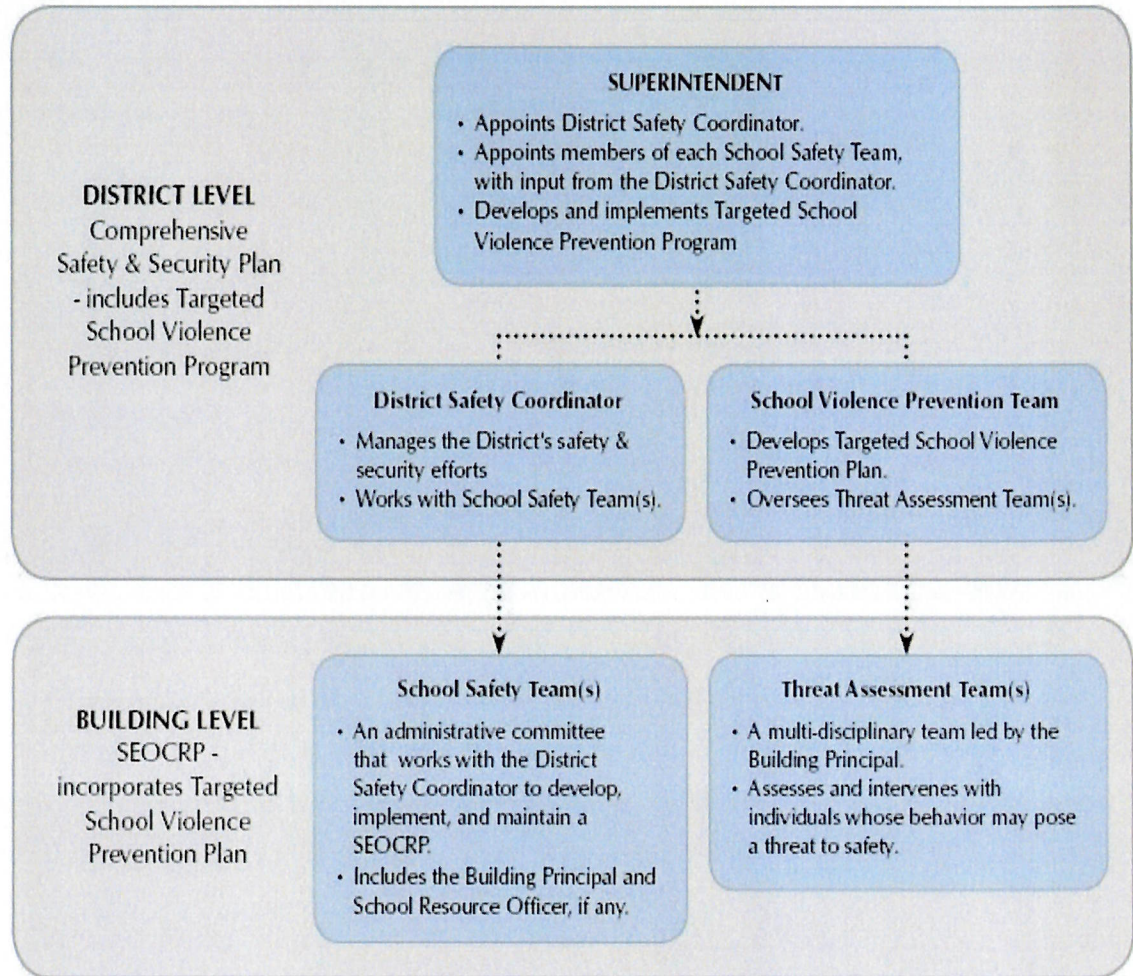 SUPERINTENDENT
• Appoints District Safety Coordinator.
• Appoints members of each School Safety Team,
with input from the District Safety Coordinator.
• Develops and implements Targeted School
Violence Prevention Program
DISTRICT LEVEL
Comprehensive
Safety & Security Plan
- includes Targeted
School Violence
Prevention Program
District Safety Coordinator
• Manages the District's safety &
security efforts
• Works with School Safety Team(s).
School Violence Prevention Team
• Develops Targeted School Violence
Prevention Plan.
• Oversees Threat Assessment Team(s).
BUILDING LEVEL
SEOCRP -
incorporates Targeted
School Violence
Prevention Plan
School Safety Team(s)
• An administrative committee
that works with the District
Safety Coordinator to develop,
implement, and maintain a
SEOCRP.
• Includes the Building Principal and
School Resource Officer, if any.
Threat Assessment Team(s)
• A multi-disciplinary team led by the
Building Principal.
• Assesses and intervenes with
individuals whose behavior may pose
a threat to safety.